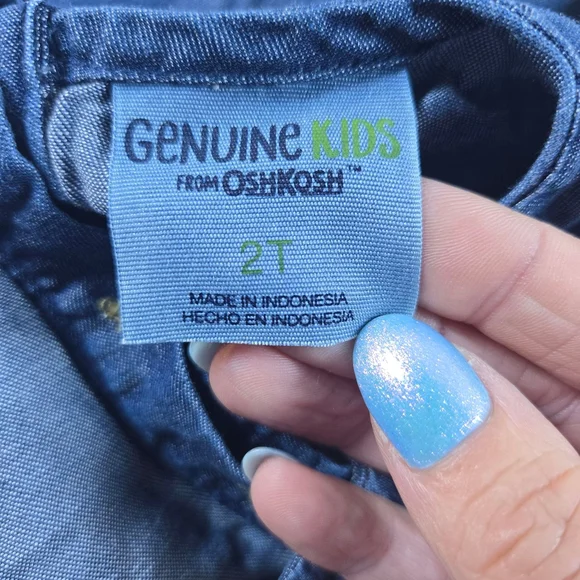 GENUINE KIDS
FROM OSHKOSH™
2T
MADE IN INDONESIA
HECHO EN INDONESIA